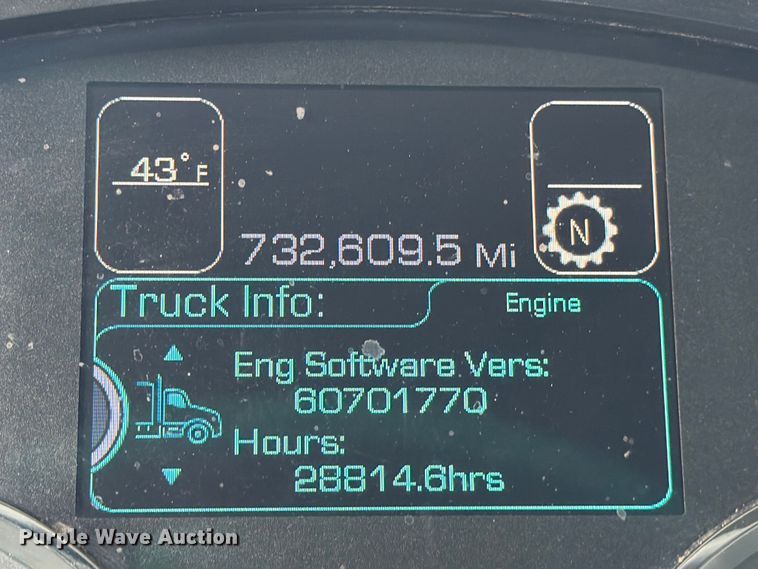 43°F
732,609.5 Mi
N
Truck Info:
Engine
Eng Software Vers:
60701770
Hours:
28814.6hrs
Purple Wave Auction